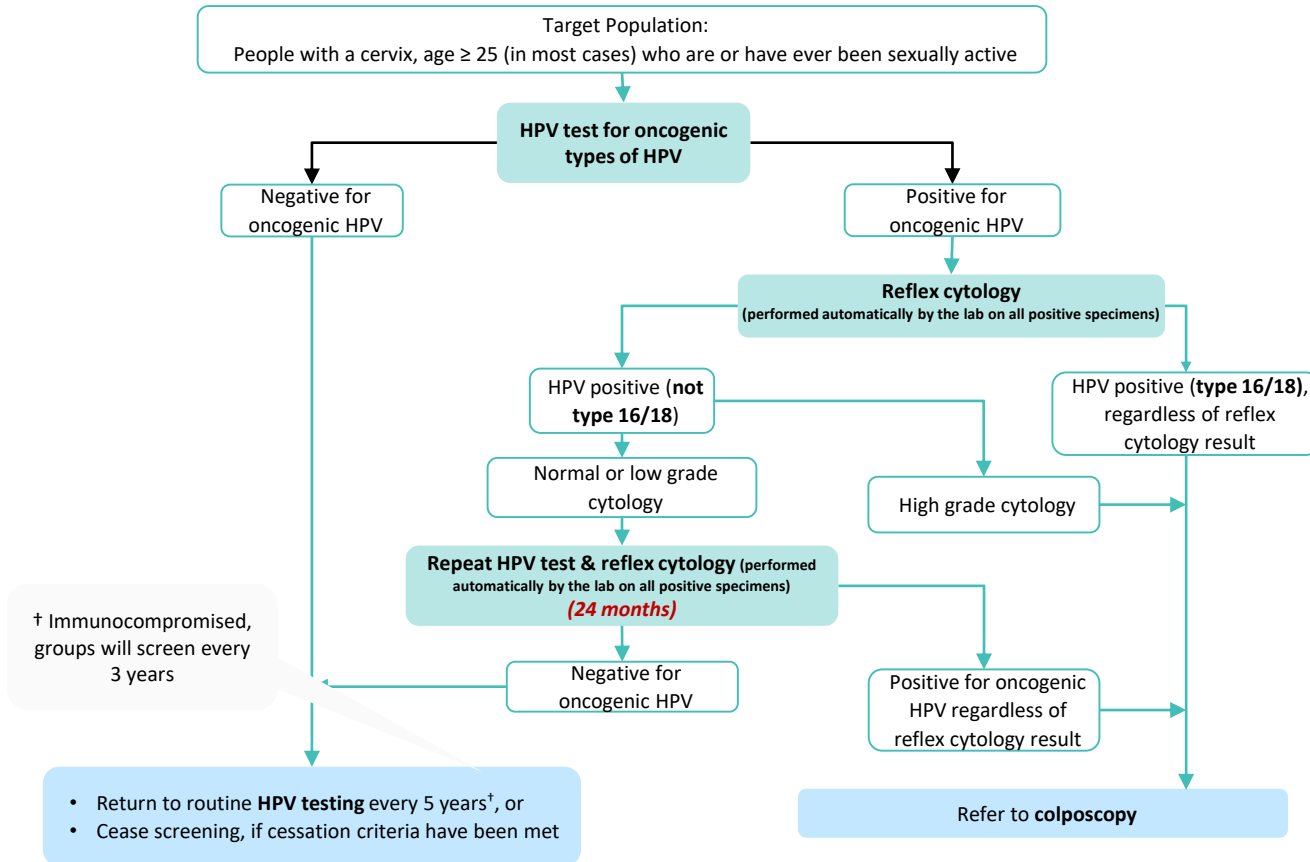 Target Population:
People with a cervix, age ≥ 25 (in most cases) who are or have ever been sexually active
HPV test for oncogenic
types of HPV
Negative for
oncogenic HPV
Positive for
oncogenic HPV
Reflex cytology
(performed automatically by the lab on all positive specimens)
HPV positive (not
type 16/18)
HPV positive (type 16/18),
regardless of reflex
cytology result
Normal or low grade
cytology
High grade cytology
Repeat HPV test & reflex cytology (performed
automatically by the lab on all positive specimens)
(24 months)
† Immunocompromised,
groups will screen every
3 years
Negative for
oncogenic HPV
Positive for oncogenic
HPV regardless of
reflex cytology result
• Return to routine HPV testing every 5 years†, or
• Cease screening, if cessation criteria have been met
Refer to colposcopy